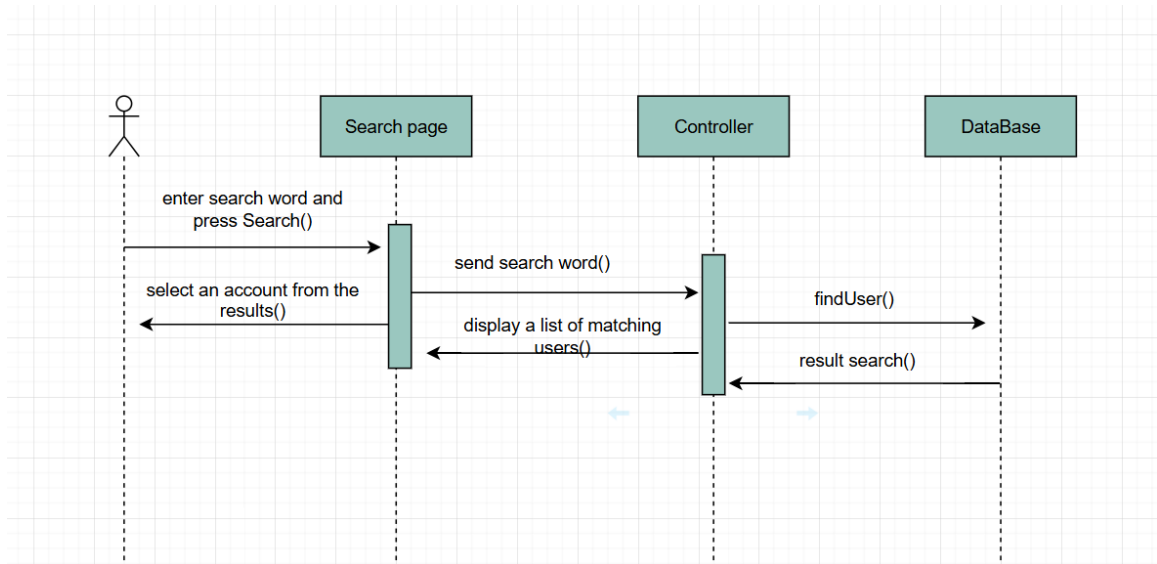 Search page
Controller
DataBase
enter search word and
press Search()
send search word()
select an account from the
results()
findUser()
display a list of matching
users()
result search()